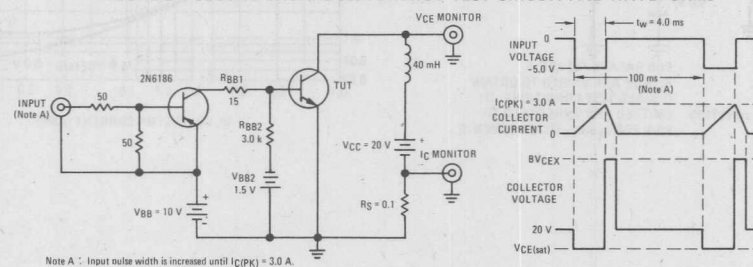 VCE MONITOR
INPUT
(Note A)
50
50
2N6186
RBB1
15
TUT
RBB2
3.0 k
VBB2
1.5 V
VBB = 10 V
40 mH
VCC = 20 V
IC MONITOR
RS = 0.1
Note A : Input pulse width is increased until IC(PK) = 3.0 A.
tW = 4.0 ms
0
INPUT
VOLTAGE
-5.0 V
100 ms
(Note A)
IC(PK) = 3.0 A
COLLECTOR
CURRENT
0
BVCEX
COLLECTOR
VOLTAGE
20 V
VCE(sat)